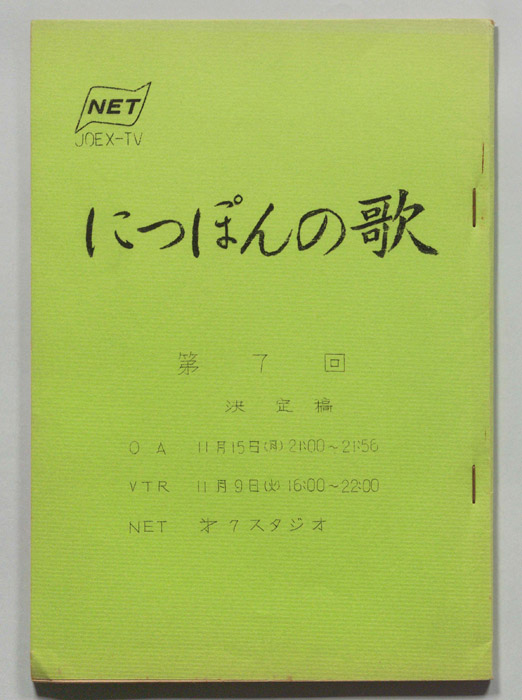 NET
JOEX-TV
にっぽんの歌
第 7 回
決定稿
OA 11月15日(月)21:00～21:56
VTR 11月9日(火)16:00～22:00
NET 才7スタジオ